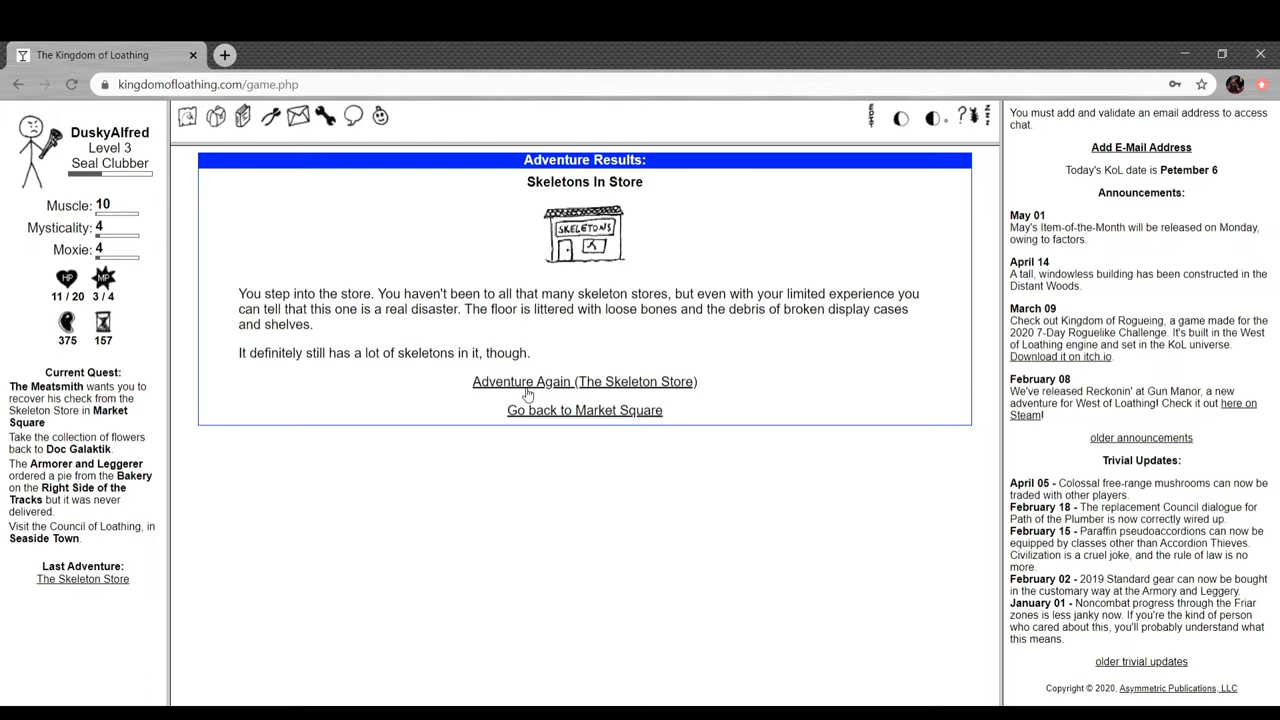 The Kingdom of Loathing
kingdomofloathing.com/game.php
DuskyAlfred
Level 3
Seal Clubber
Muscle: 10
Mysticality: 4
Moxie: 4
HP MP
11 / 20 3 / 4
375 157
Current Quest:
The Meatsmith wants you to
recover his check from the
Skeleton Store in Market
Square
Take the collection of flowers
back to Doc Galaktik.
The Armorer and Leggerer
ordered a pie from the Bakery
on the Right Side of the
Tracks but it was never
delivered.
Visit the Council of Loathing, in
Seaside Town.
Last Adventure:
The Skeleton Store
EDIT
? Z Z Z
Adventure Results:
Skeletons In Store
SKELETONS
You step into the store. You haven't been to all that many skeleton stores, but even with your limited experience you
can tell that this one is a real disaster. The floor is littered with loose bones and the debris of broken display cases
and shelves.
It definitely still has a lot of skeletons in it, though.
Adventure Again (The Skeleton Store)
Go back to Market Square
You must add and validate an email address to access
chat.
Add E-Mail Address
Today's KoL date is Petember 6
Announcements:
May 01
May's Item-of-the-Month will be released on Monday,
owing to factors.
April 14
A tall, windowless building has been constructed in the
Distant Woods.
March 09
Check out Kingdom of Rogueing, a game made for the
2020 7-Day Roguelike Challenge. It's built in the West
of Loathing engine and set in the KoL universe.
Download it on itch.io.
February 08
We've released Reckonin' at Gun Manor, a new
adventure for West of Loathing! Check it out here on
Steam!
older announcements
Trivial Updates:
April 05 - Colossal free-range mushrooms can now be
traded with other players.
February 18 - The replacement Council dialogue for
Path of the Plumber is now correctly wired up.
February 15 - Paraffin pseudoaccordions can now be
equipped by classes other than Accordion Thieves.
Civilization is a cruel joke, and the rule of law is no
more.
February 02 - 2019 Standard gear can now be bought
in the customary way at the Armory and Leggery.
January 01 - Noncombat progress through the Friar
zones is less janky now. If you're the kind of person
who cared about this, you'll probably understand what
this means.
older trivial updates
Copyright © 2020, Asymmetric Publications, LLC